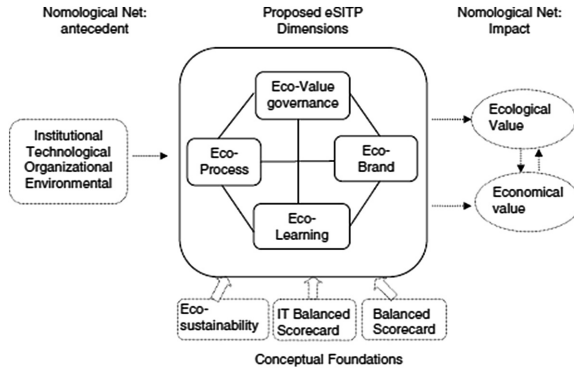 Nomological Net:
antecedent
Proposed eSITP
Dimensions
Nomological Net:
Impact
Institutional
Technological
Organizational
Environmental
Eco-Value
governance
Eco-
Process
Eco-
Brand
Eco-
Learning
Ecological
Value
Economical
value
Eco-
sustainability
IT Balanced
Scorecard
Balanced
Scorecard
Conceptual Foundations